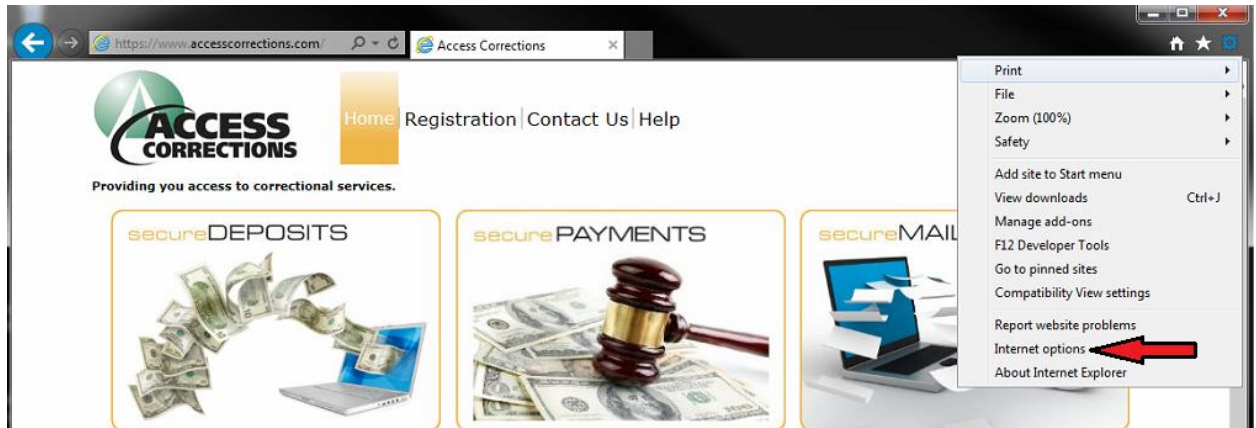 https://www.accesscorrections.com/
Access Corrections
ACCESS
CORRECTIONS
Home
Registration
Contact Us
Help
Providing you access to correctional services.
secureDEPOSITS
securePAYMENTS
secureMAIL
Print
File
Zoom (100%)
Safety
Add site to Start menu
View downloads Ctrl+J
Manage add-ons
F12 Developer Tools
Go to pinned sites
Compatibility View settings
Report website problems
Internet options
About Internet Explorer